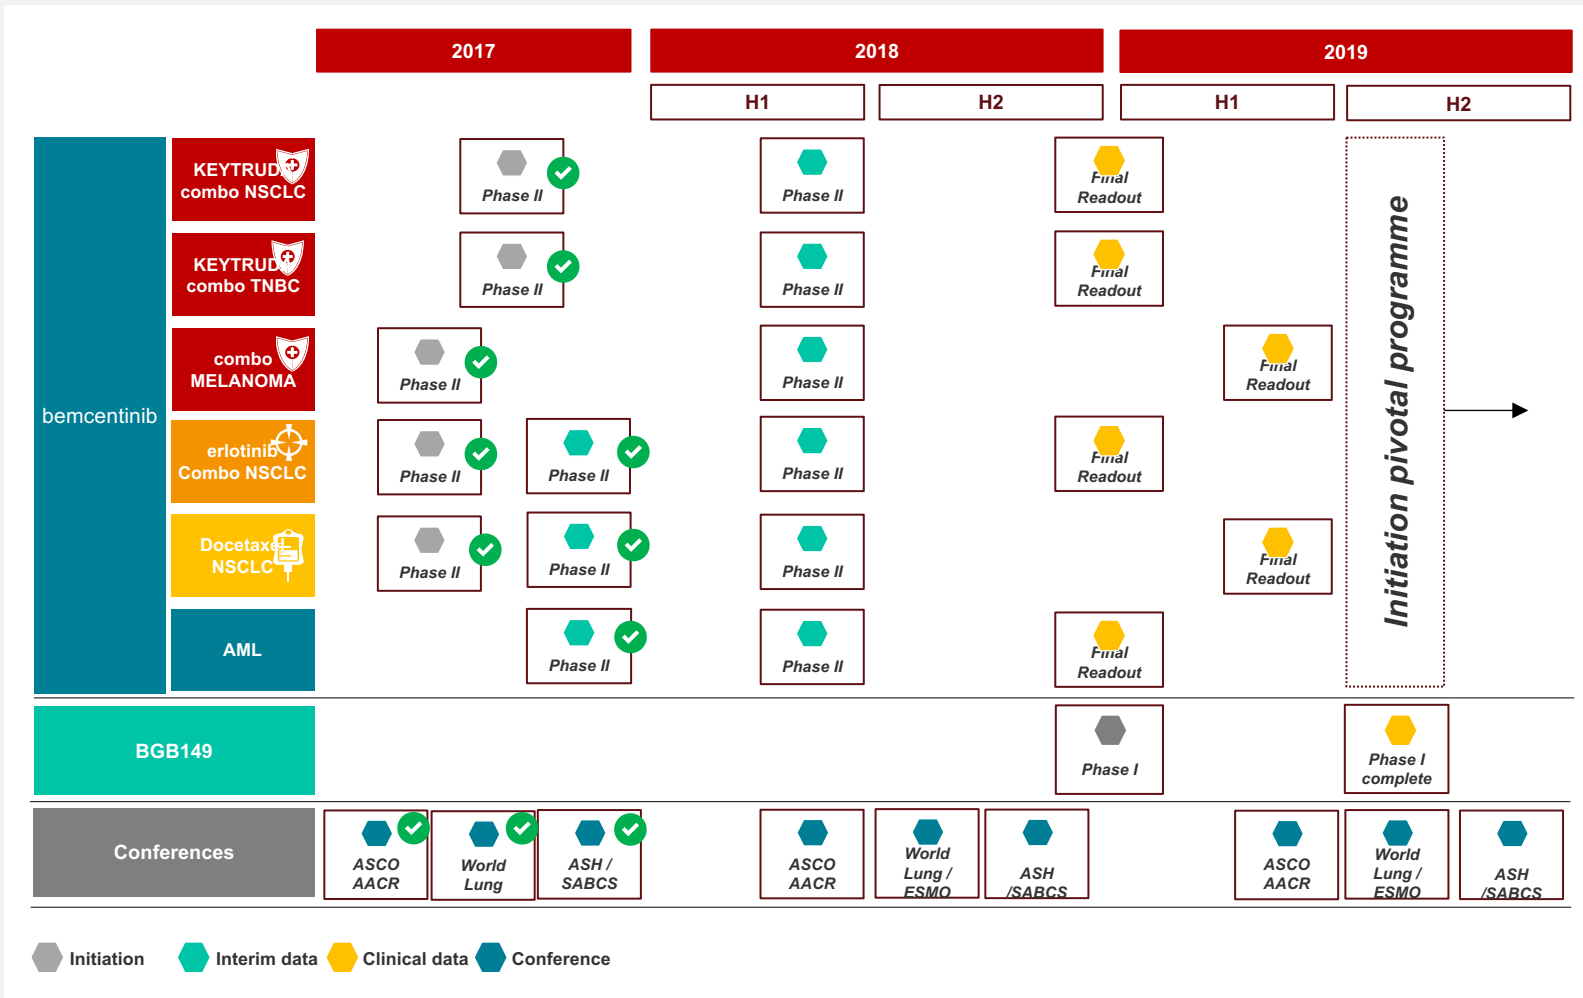 2017
2018
2019
H1
H2
H1
H2
bemcentinib
KEYTRUDA
combo NSCLC
Phase II
Phase II
Final
Readout
KEYTRUDA
combo TNBC
Phase II
Phase II
Final
Readout
combo
MELANOMA
Phase II
Phase II
Final
Readout
erlotinib
Combo NSCLC
Phase II
Phase II
Phase II
Final
Readout
Docetaxel
NSCLC
Phase II
Phase II
Phase II
Final
Readout
AML
Phase II
Phase II
Final
Readout
Initiation pivotal programme
BGB149
Phase I
Phase I
complete
Conferences
ASCO
AACR
World
Lung
ASH /
SABCS
ASCO
AACR
World
Lung /
ESMO
ASH
/SABCS
ASCO
AACR
World
Lung /
ESMO
ASH
/SABCS
Initiation
Interim data
Clinical data
Conference